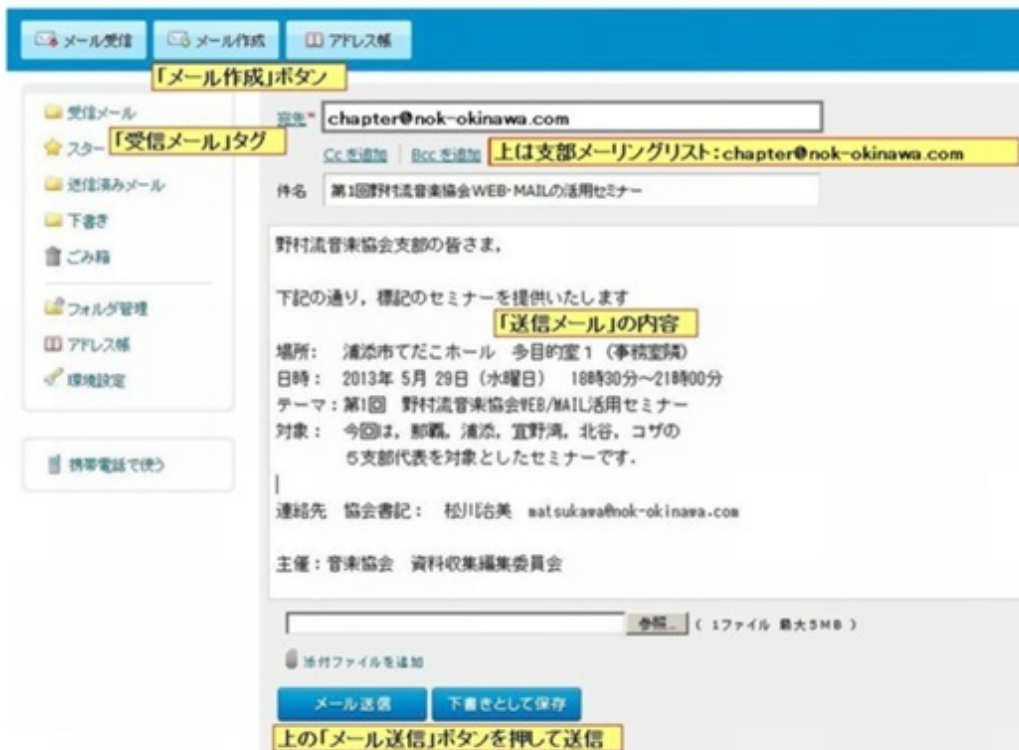 メール受信 メール作成 アドレス帳
「メール作成」ボタン
受信メール
「受信メール」タグ
スター
送信済みメール
下書き
ごみ箱
フォルダ管理
アドレス帳
環境設定
携帯電話で使う
宛先* chapter@nok-okinawa.com
Ccを追加 | Bccを追加 上は支部メーリングリスト:chapter@nok-okinawa.com
件名 第1回野村流音楽協会WEB・MAILの活用セミナー
野村流音楽協会支部の皆さま,
下記の通り,標記のセミナーを提供いたします
「送信メール」の内容
場所: 浦添市てだこホール 多目的室1(事務室隣)
日時: 2013年 5月 29日(水曜日) 18時30分~21時00分
テーマ:第1回 野村流音楽協会WEB/MAIL活用セミナー
対象: 今回は,那覇,浦添,宜野湾,北谷,コザの
5支部代表を対象としたセミナーです.
連絡先 協会書記: 松川治美 matsukawa@nok-okinawa.com
主催:音楽協会 資料収集編集委員会
参照... ( 1ファイル 最大5MB )
添付ファイルを追加
メール送信 下書きとして保存
上の「メール送信」ボタンを押して送信